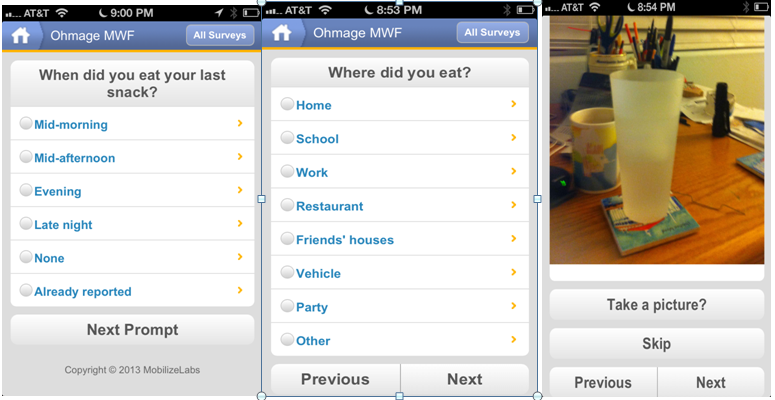 AT&T 9:00 PM
Ohmage MWF All Surveys
When did you eat your last
snack?
Mid-morning
Mid-afternoon
Evening
Late night
None
Already reported
Next Prompt
Copyright © 2013 MobilizeLabs
AT&T 8:53 PM
Ohmage MWF All Surveys
Where did you eat?
Home
School
Work
Restaurant
Friends' houses
Vehicle
Party
Other
Previous Next
AT&T 8:54 PM
Take a picture?
Skip
Previous Next